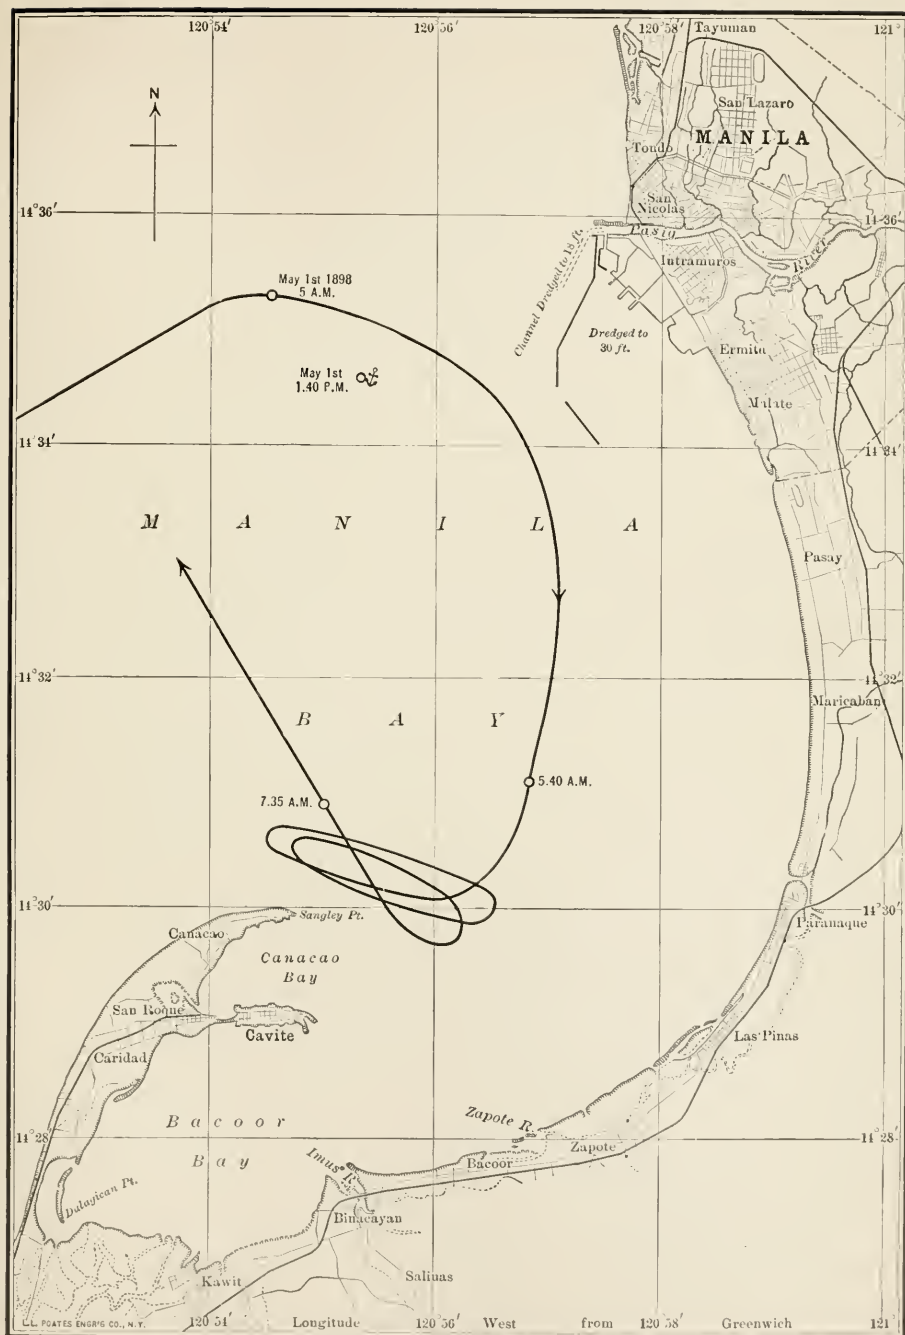 120°54′ 120°56′ 120°58′ 121°
Tayuman
San Lazaro
MANILA
Tondo
N
San
Nicolas
14°36′ 14°36′
Pasig
River
Intramuros
Channel Dredged to 18 ft.
May 1st 1898
5 A.M.
Dredged to
30 ft.
Ermita
May 1st
1.40 P.M.
Malate
14°34′ 14°34′
MANILA
Pasay
14°32′ 14°32′
Maricaban
BAY
5.40 A.M.
7.35 A.M.
14°30′ 14°30′
Sangley Pt.
Paranaque
Canacao
Canacao
Bay
San Roque
Cavite
Las Pinas
Caridad
Bacoor
Bay
Zapote R.
14°28′ 14°28′
Zapote
Imus R.
Bacoor
Dalagican Pt.
Binacayan
Kawit
Salinas
L.L. POATES ENGR'G CO., N.Y.
120°54′ Longitude 120°56′ West from 120°58′ Greenwich 121°